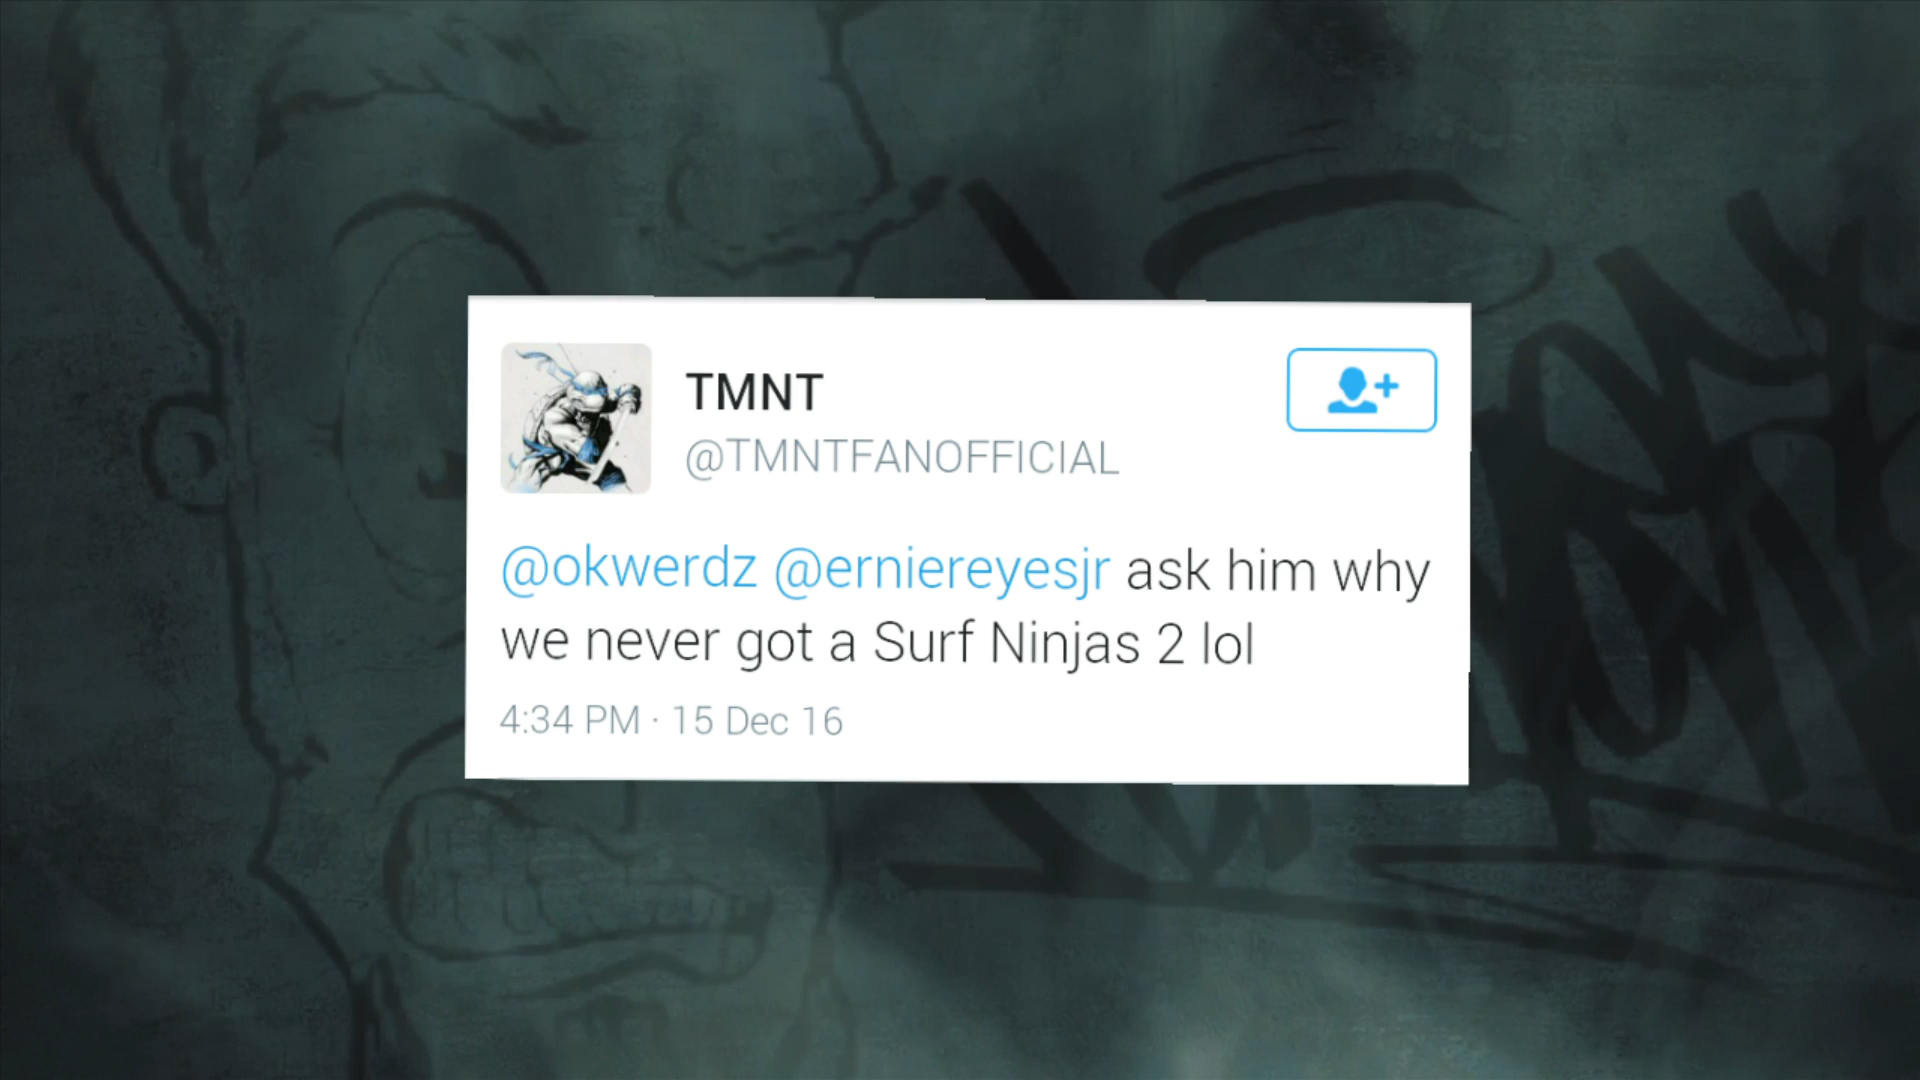 TMNT
@TMNTFANOFFICIAL
@okwerdz @erniereyesjr ask him why
we never got a Surf Ninjas 2 lol
4:34 PM · 15 Dec 16